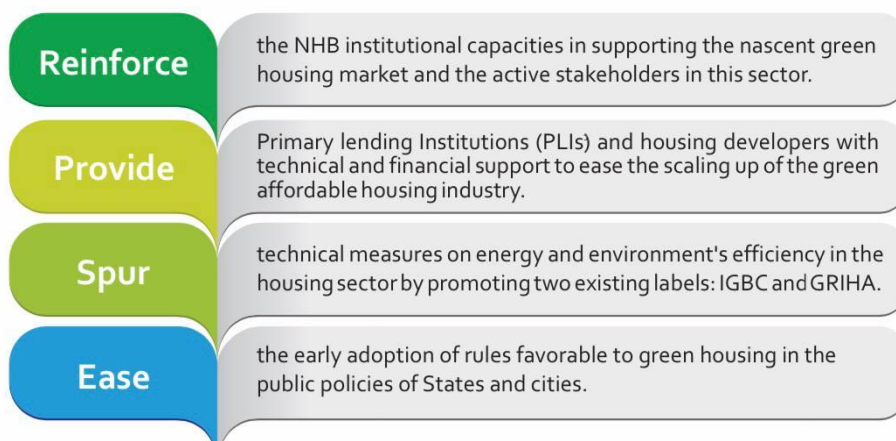 Reinforce
the NHB institutional capacities in supporting the nascent green
housing market and the active stakeholders in this sector.
Provide
Primary lending Institutions (PLIs) and housing developers with
technical and financial support to ease the scaling up of the green
affordable housing industry.
Spur
technical measures on energy and environment's efficiency in the
housing sector by promoting two existing labels: IGBC and GRIHA.
Ease
the early adoption of rules favorable to green housing in the
public policies of States and cities.